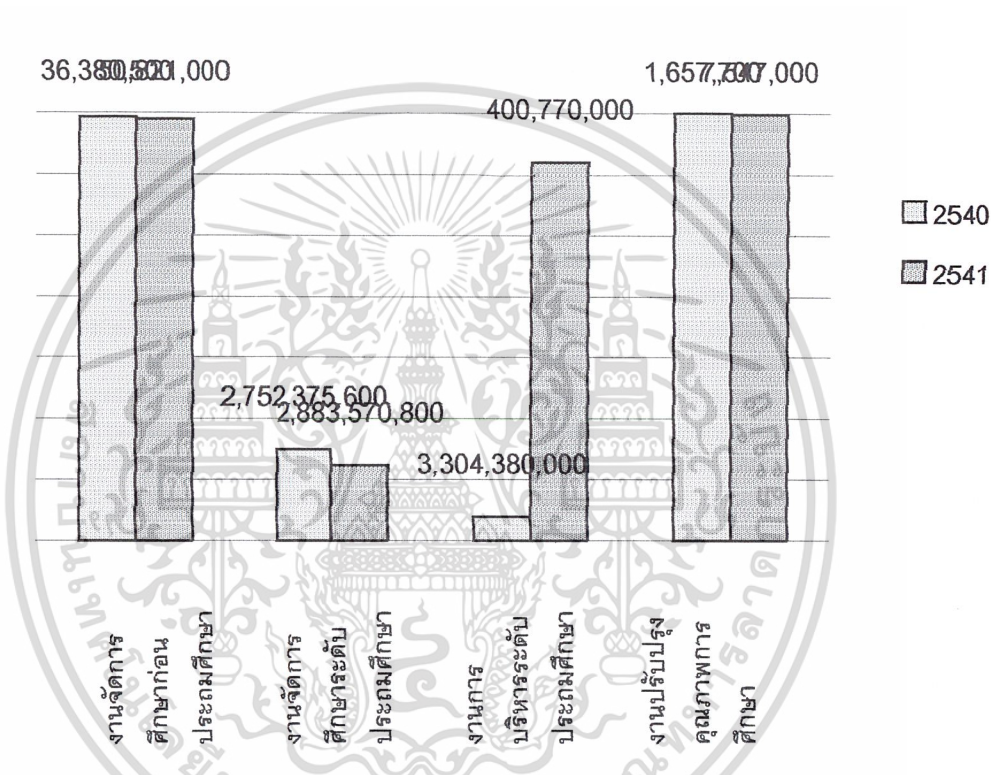 400,770,000
2540
2541
2,752,375,600
2,883,570,800
3,304,380,000
งานจัดการ
ศึกษาก่อน
ประถมศึกษา
งานจัดการ
ศึกษาระดับ
ประถมศึกษา
งานการ
บริหารระดับ
ประถมศึกษา
งานปรับปรุง
คุณภาพการ
ศึกษา